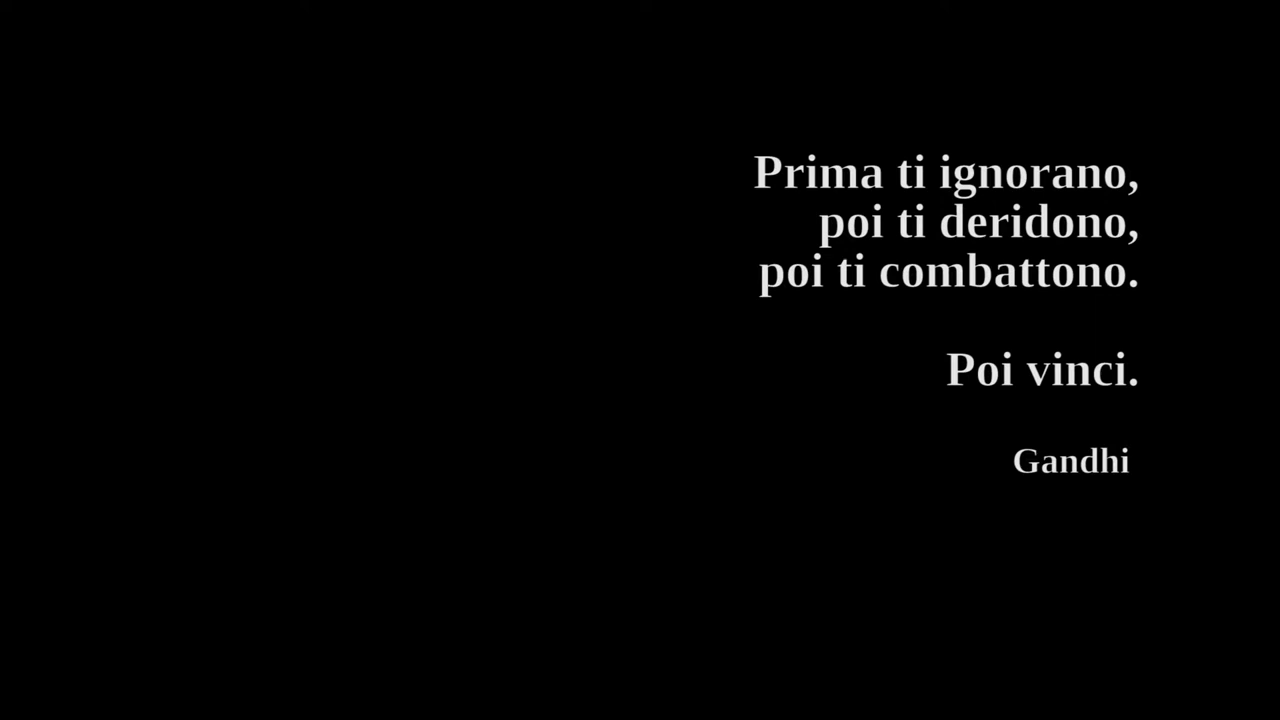 Prima ti ignorano,
poi ti deridono,
poi ti combattono.
Poi vinci.
Gandhi